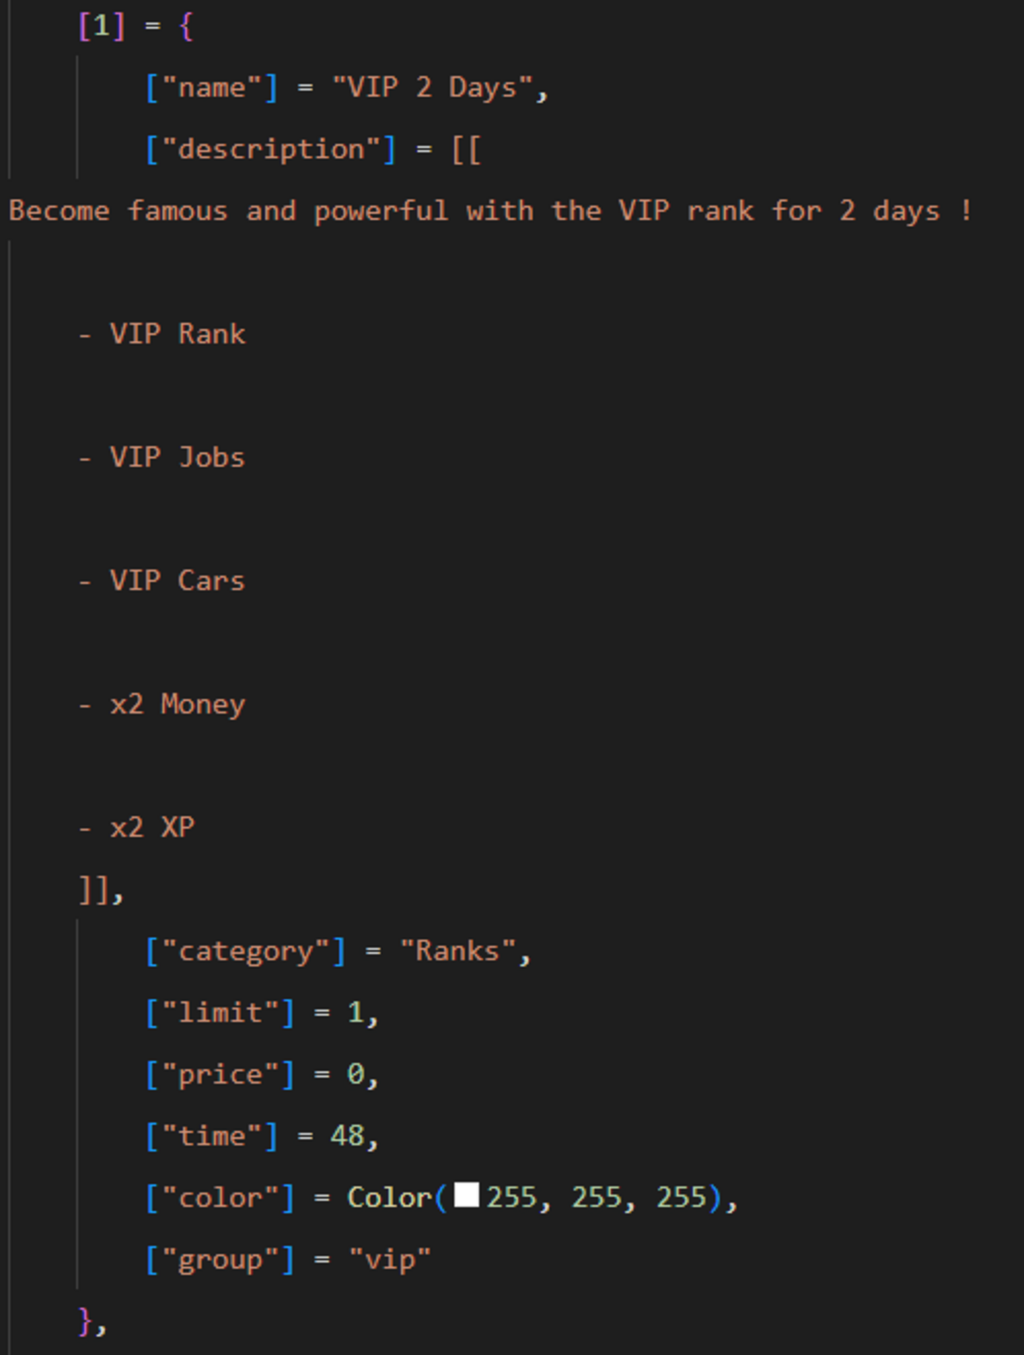 [1] = {
["name"] = "VIP 2 Days",
["description"] = [[
Become famous and powerful with the VIP rank for 2 days !
- VIP Rank
- VIP Jobs
- VIP Cars
- x2 Money
- x2 XP
]],
["category"] = "Ranks",
["limit"] = 1,
["price"] = 0,
["time"] = 48,
["color"] = Color(255, 255, 255),
["group"] = "vip"
},